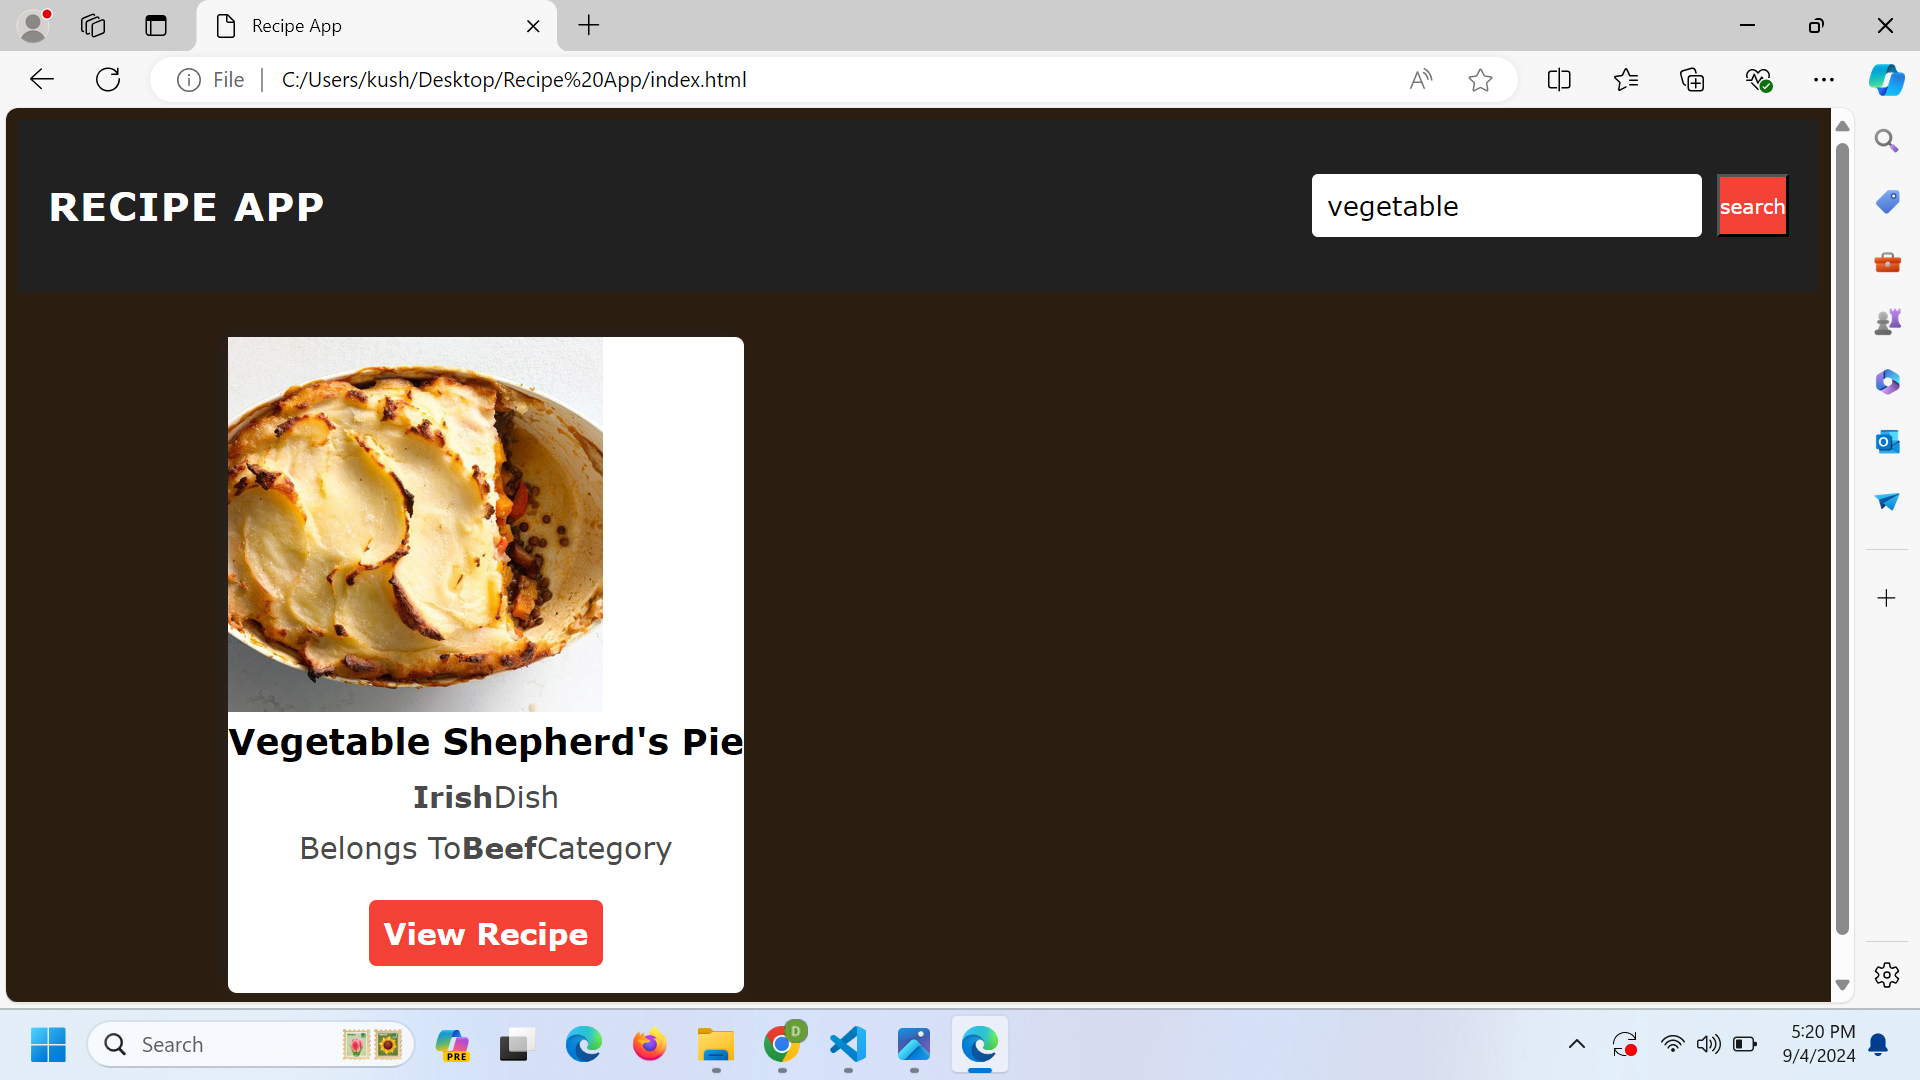 Recipe App
File
C:/Users/kush/Desktop/Recipe%20App/index.html
RECIPE APP
vegetable
search
Vegetable Shepherd's Pie
IrishDish
Belongs ToBeefCategory
View Recipe
Search
PRE
D
5:20 PM
9/4/2024